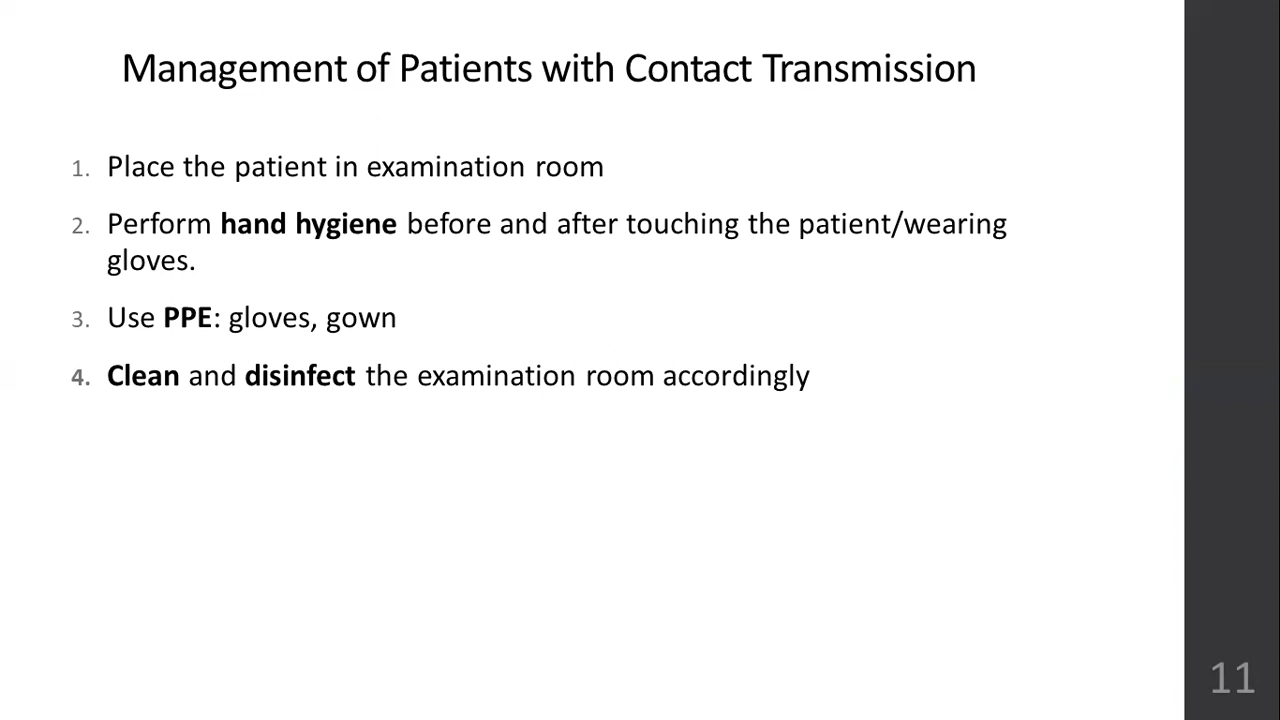 Management of Patients with Contact Transmission
1. Place the patient in examination room
2. Perform hand hygiene before and after touching the patient/wearing
gloves.
3. Use PPE: gloves, gown
4. Clean and disinfect the examination room accordingly
11